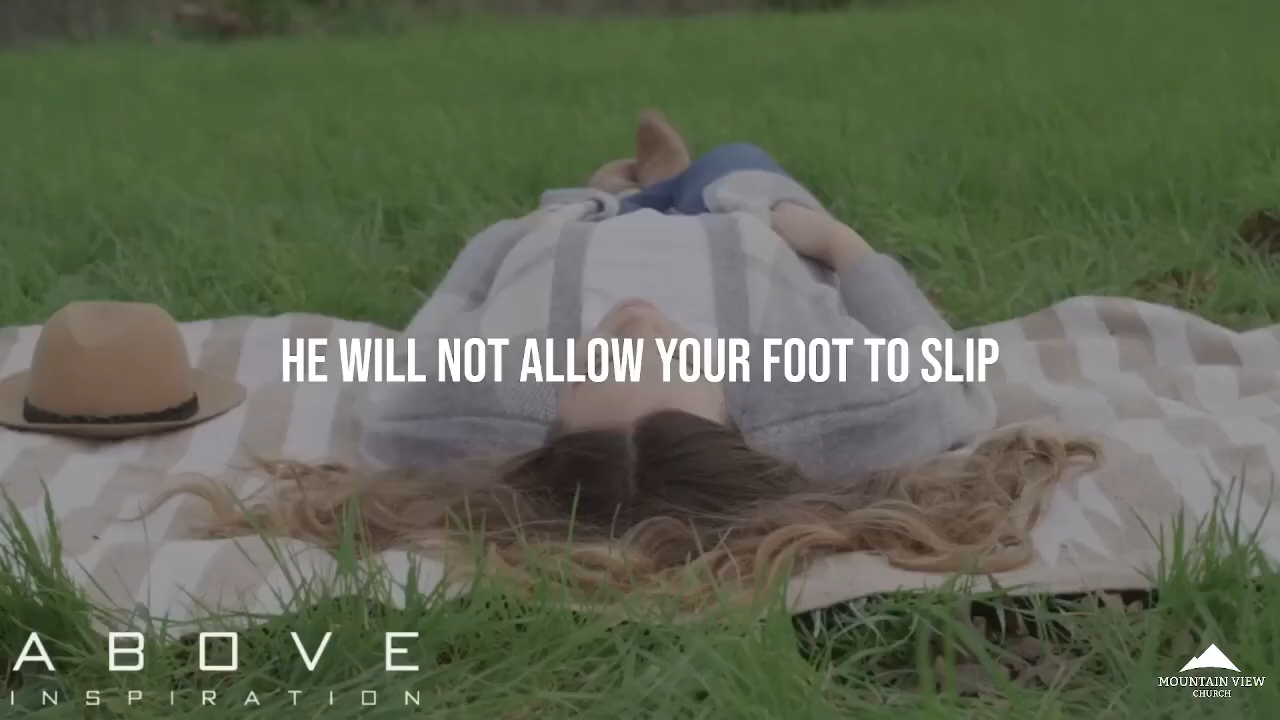 HE WILL NOT ALLOW YOUR FOOT TO SLIP
ABOVE
INSPIRATION
MOUNTAIN VIEW
CHURCH